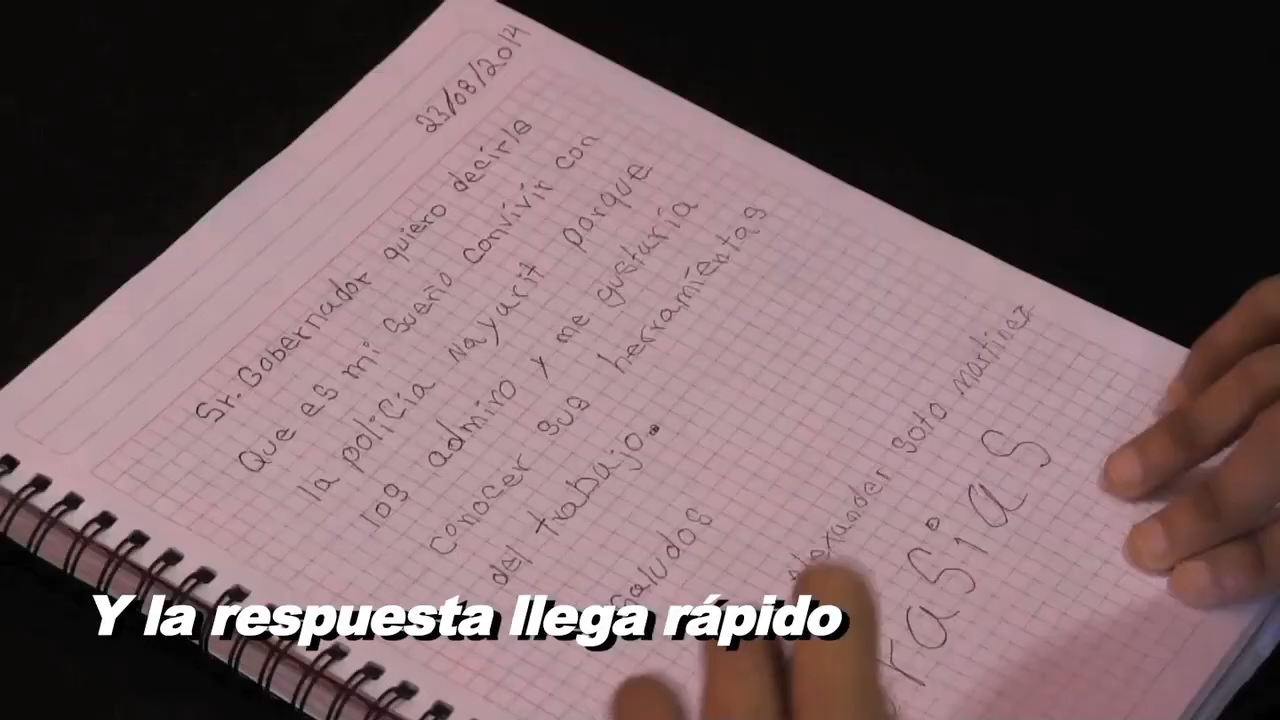 23/08/2014
Sr. Gobernador quiero decirle
Que es mi sueño convivir con
la policía Nayarit porque
los admiro y me gustaría
conocer sus herramientas
del trabajo..
Saludos
Alexander Soto Martinez
rasias
Y la respuesta llega rápido